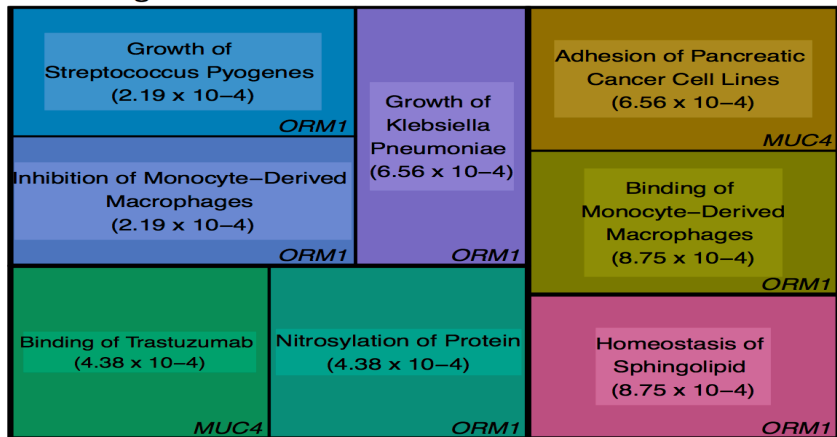 Growth of
Streptococcus Pyogenes
(2.19 x 10−4)
ORM1
Inhibition of Monocyte−Derived
Macrophages
(2.19 x 10−4)
ORM1
Growth of
Klebsiella
Pneumoniae
(6.56 x 10−4)
ORM1
Binding of Trastuzumab
(4.38 x 10−4)
MUC4
Nitrosylation of Protein
(4.38 x 10−4)
ORM1
Adhesion of Pancreatic
Cancer Cell Lines
(6.56 x 10−4)
MUC4
Binding of
Monocyte−Derived
Macrophages
(8.75 x 10−4)
ORM1
Homeostasis of
Sphingolipid
(8.75 x 10−4)
ORM1